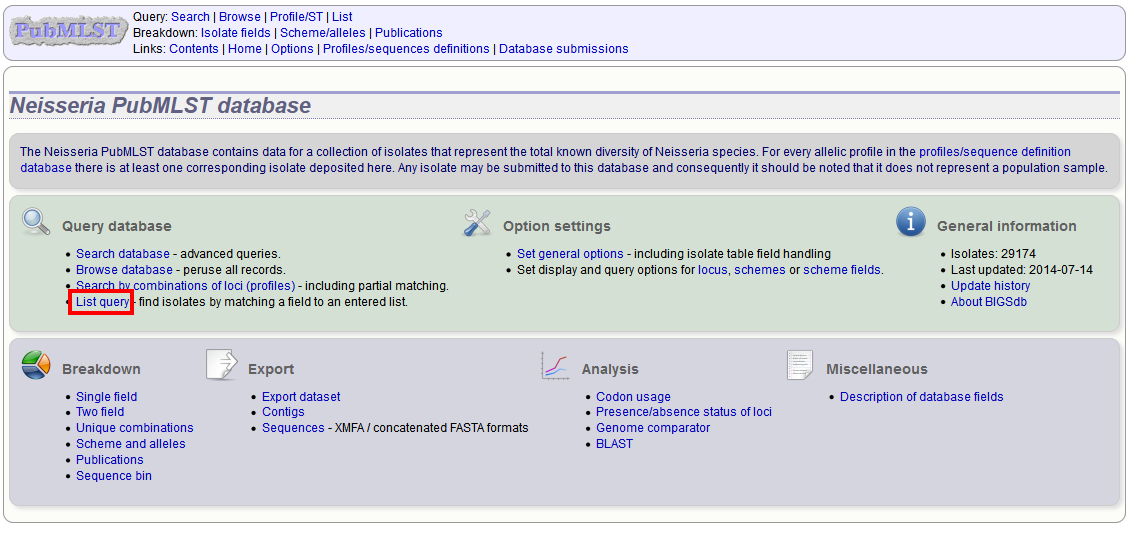 PubMLST
Query: Search | Browse | Profile/ST | List
Breakdown: Isolate fields | Scheme/alleles | Publications
Links: Contents | Home | Options | Profiles/sequences definitions | Database submissions
Neisseria PubMLST database
The Neisseria PubMLST database contains data for a collection of isolates that represent the total known diversity of Neisseria species. For every allelic profile in the profiles/sequence definition
database there is at least one corresponding isolate deposited here. Any isolate may be submitted to this database and consequently it should be noted that it does not represent a population sample.
Query database
• Search database - advanced queries.
• Browse database - peruse all records.
• Search by combinations of loci (profiles) - including partial matching.
• List query - find isolates by matching a field to an entered list.
Option settings
• Set general options - including isolate table field handling
• Set display and query options for locus, schemes or scheme fields.
General information
• Isolates: 29174
• Last updated: 2014-07-14
• Update history
• About BIGSdb
Breakdown
• Single field
• Two field
• Unique combinations
• Scheme and alleles
• Publications
• Sequence bin
Export
• Export dataset
• Contigs
• Sequences - XMFA / concatenated FASTA formats
Analysis
• Codon usage
• Presence/absence status of loci
• Genome comparator
• BLAST
Miscellaneous
• Description of database fields